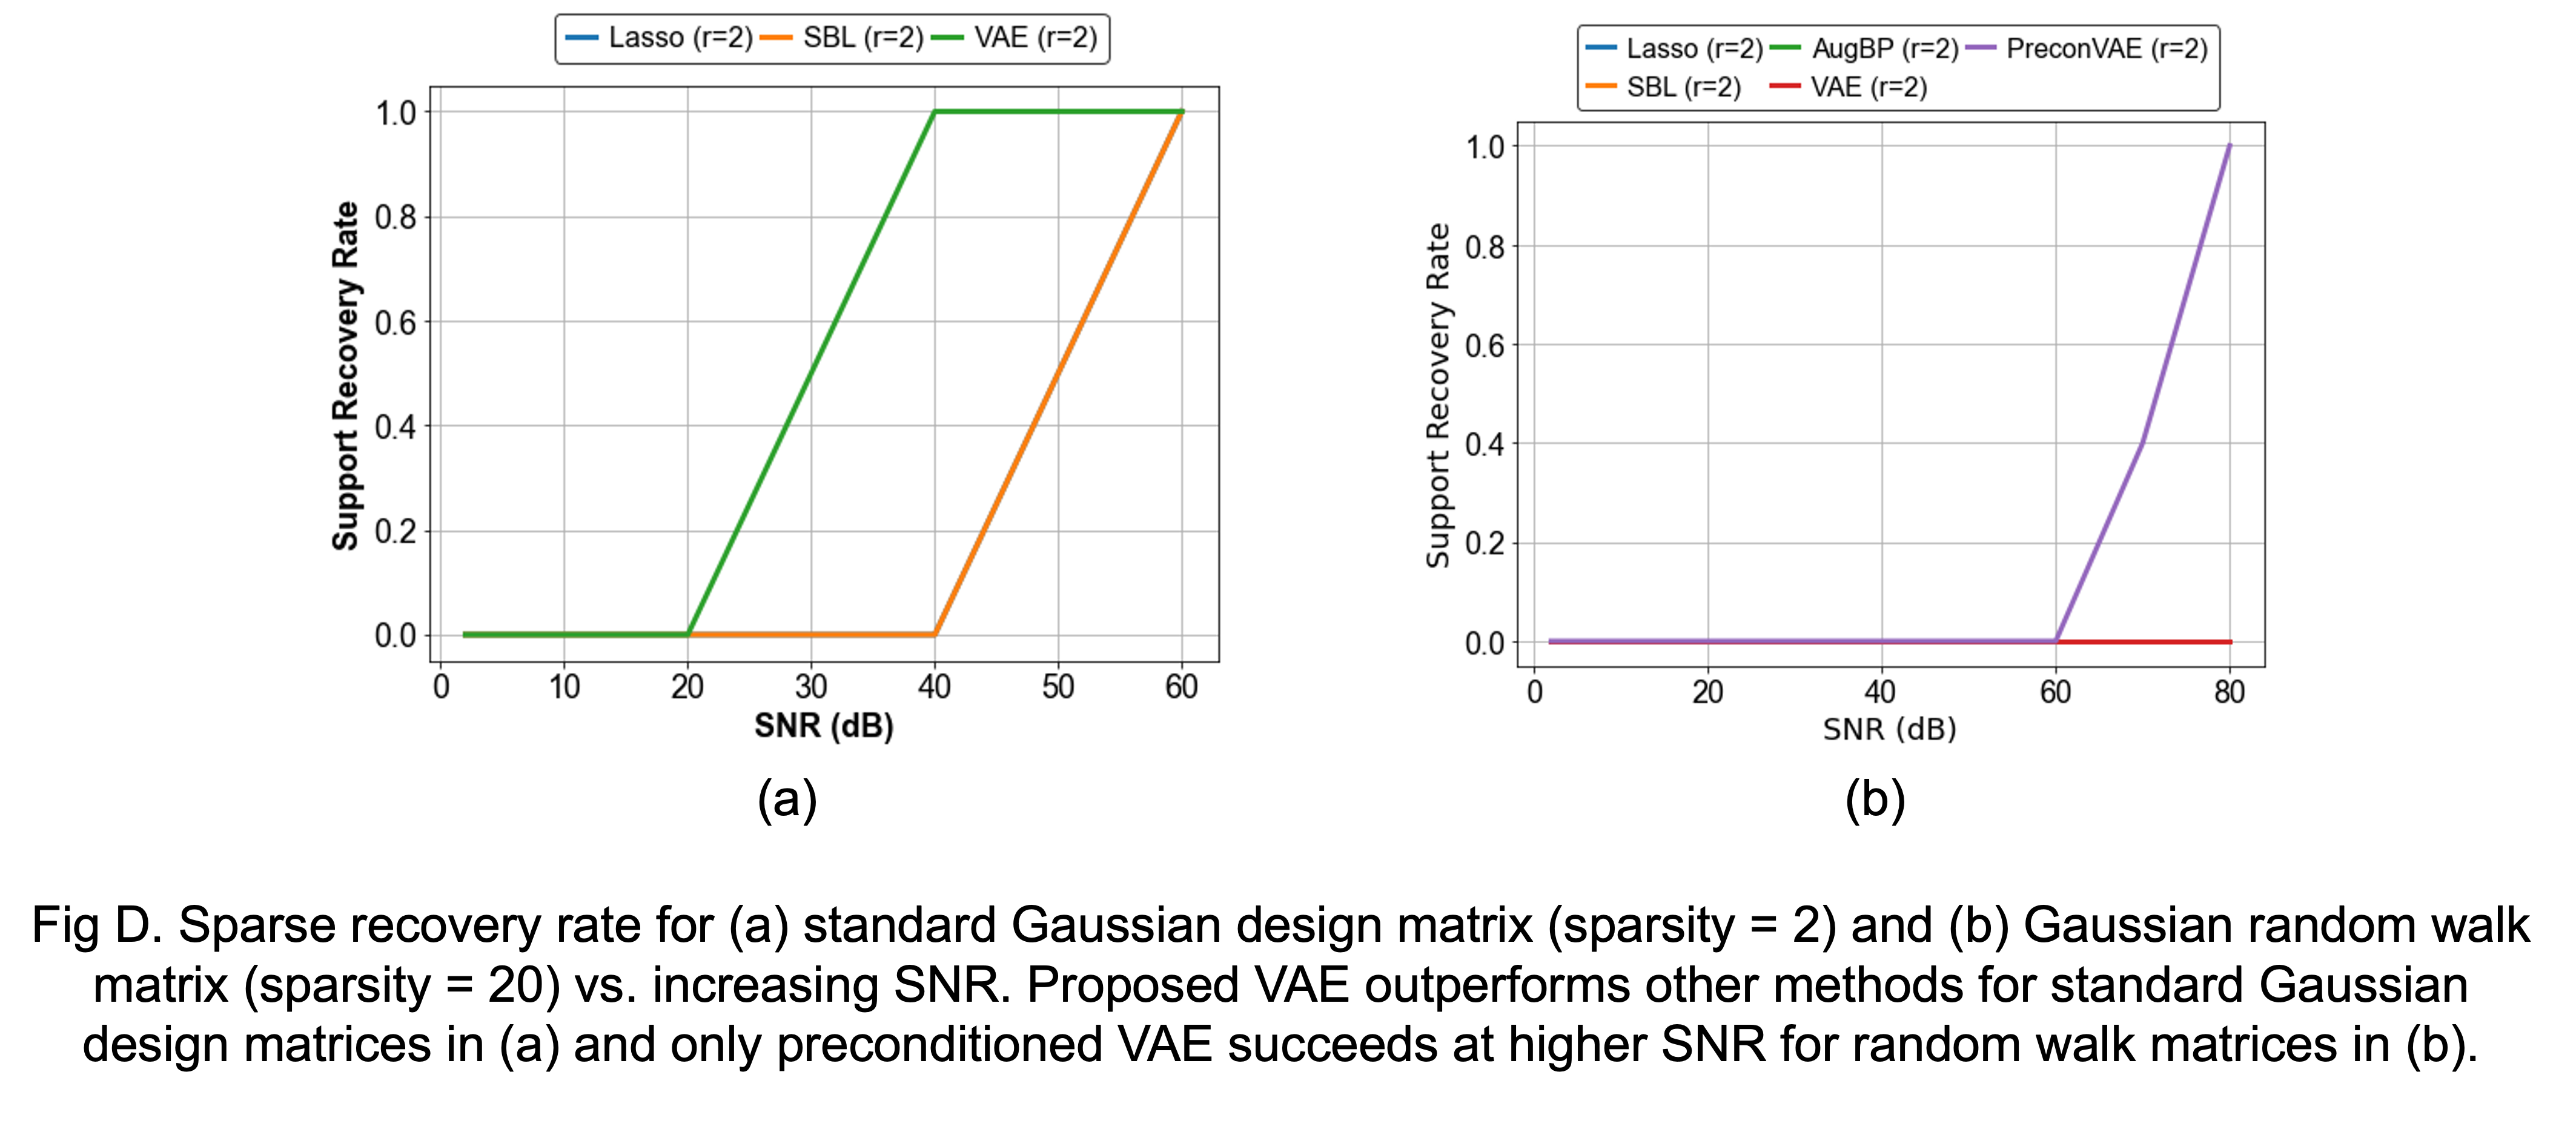 Lasso (r=2) SBL (r=2) VAE (r=2)
1.0
0.8
0.6
0.4
0.2
0.0
Support Recovery Rate
0 10 20 30 40 50 60
SNR (dB)
(a)
Lasso (r=2) AugBP (r=2) PreconVAE (r=2)
SBL (r=2) VAE (r=2)
1.0
0.8
0.6
0.4
0.2
0.0
Support Recovery Rate
0 20 40 60 80
SNR (dB)
(b)
Fig D. Sparse recovery rate for (a) standard Gaussian design matrix (sparsity = 2) and (b) Gaussian random walk
matrix (sparsity = 20) vs. increasing SNR. Proposed VAE outperforms other methods for standard Gaussian
design matrices in (a) and only preconditioned VAE succeeds at higher SNR for random walk matrices in (b).